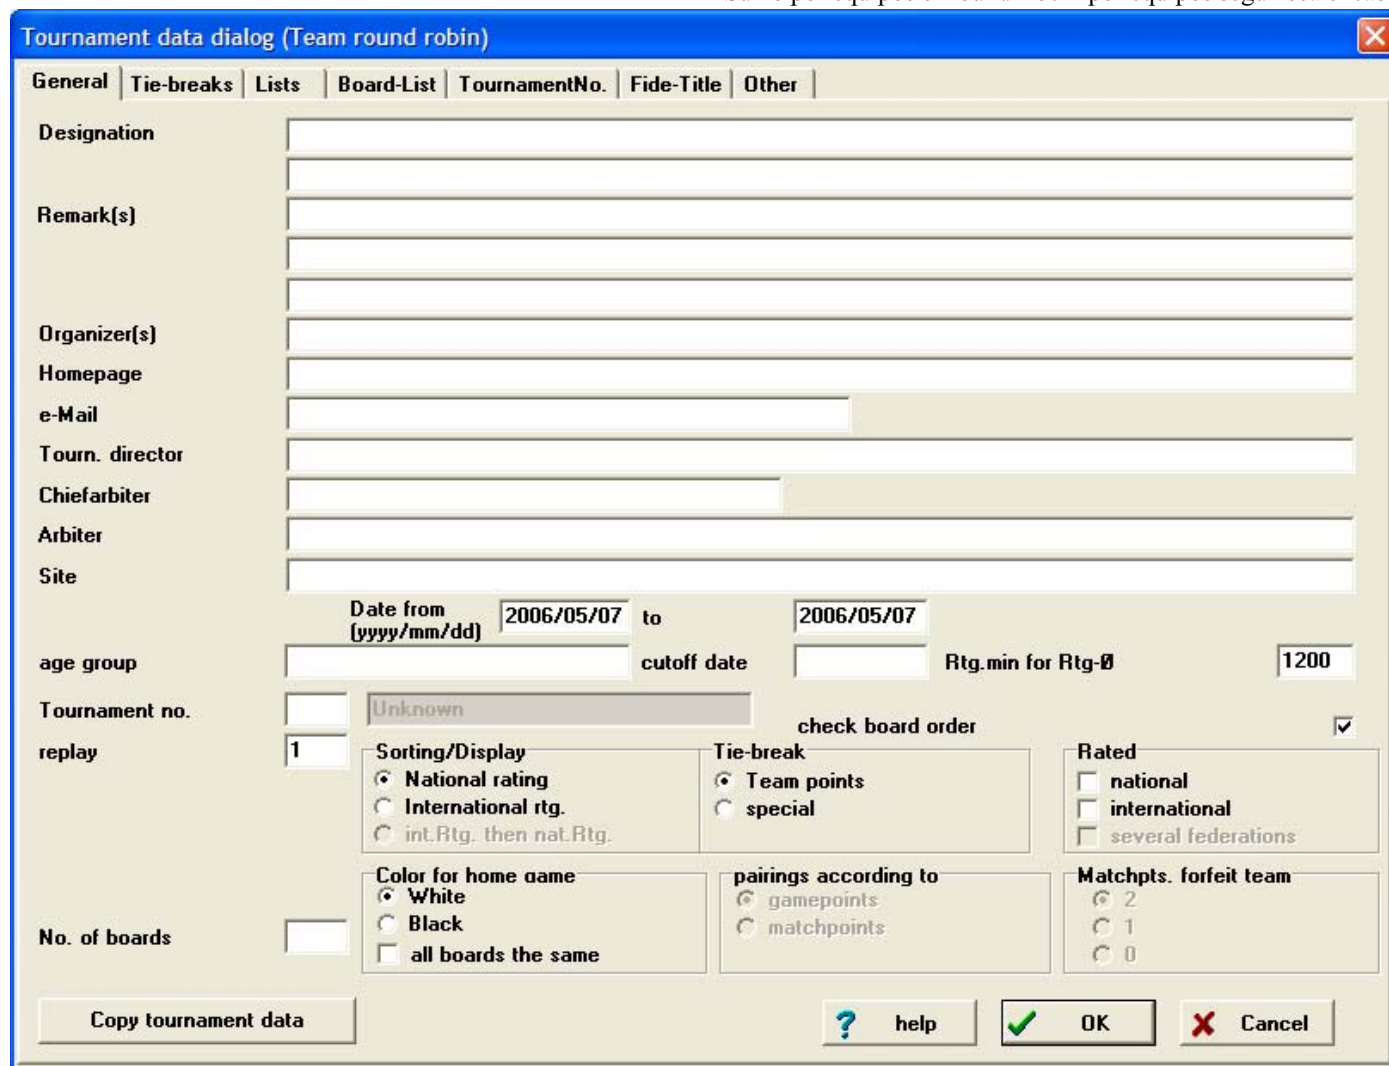 Tournament data dialog (Team round robin)
General Tie-breaks Lists Board-List TournamentNo. Fide-Title Other
Designation
Remark(s)
Organizer(s)
Homepage
e-Mail
Tourn. director
Chiefarbiter
Arbiter
Site
Date from 2006/05/07 to 2006/05/07
(yyyy/mm/dd)
age group cutoff date Rtg.min for Rtg-Ø 1200
Tournament no. Unknown
check board order
replay 1 Sorting/Display Tie-break Rated
National rating Team points national
International rtg. special international
int.Rtg. then nat.Rtg. several federations
Color for home game pairings according to Matchpts. forfeit team
White gamepoints 2
Black matchpoints 1
No. of boards all boards the same 0
Copy tournament data ? help OK Cancel